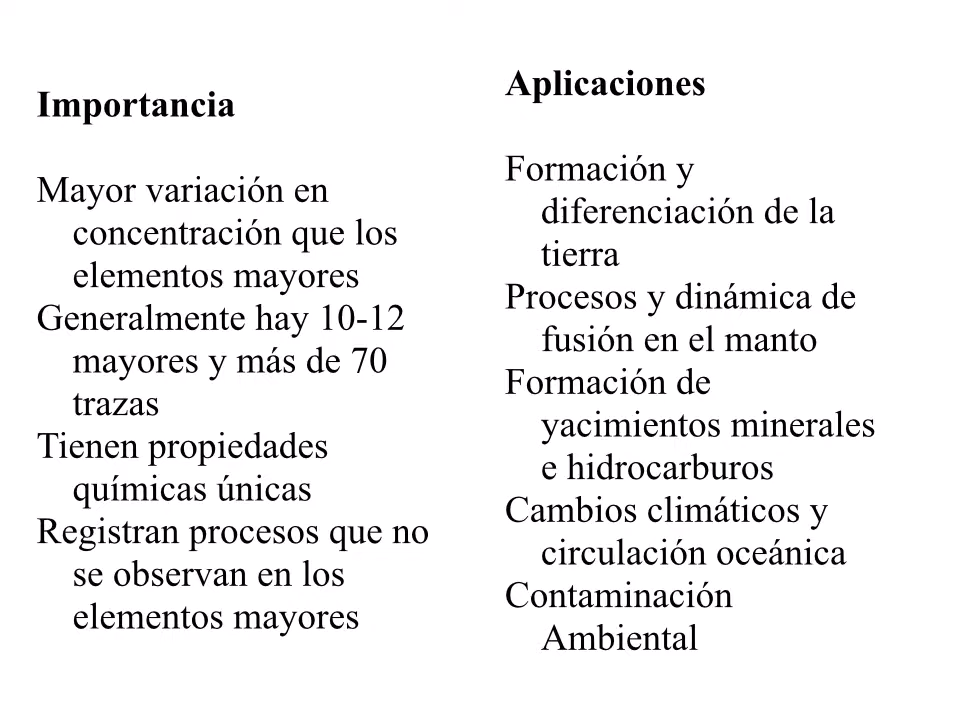 Importancia
Mayor variación en
concentración que los
elementos mayores
Generalmente hay 10-12
mayores y más de 70
trazas
Tienen propiedades
químicas únicas
Registran procesos que no
se observan en los
elementos mayores
Aplicaciones
Formación y
diferenciación de la
tierra
Procesos y dinámica de
fusión en el manto
Formación de
yacimientos minerales
e hidrocarburos
Cambios climáticos y
circulación oceánica
Contaminación
Ambiental